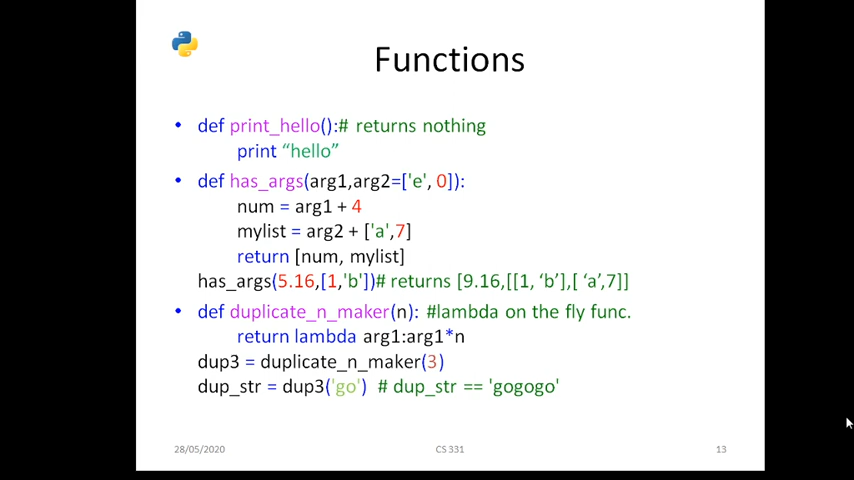 Functions
• def print_hello():# returns nothing
print “hello”
• def has_args(arg1,arg2=['e', 0]):
num = arg1 + 4
mylist = arg2 + ['a',7]
return [num, mylist]
has_args(5.16,[1,'b'])# returns [9.16,[[1, ‘b’],[ ‘a’,7]]
• def duplicate_n_maker(n): #lambda on the fly func.
return lambda arg1:arg1*n
dup3 = duplicate_n_maker(3)
dup_str = dup3('go') # dup_str == 'gogogo'
28/05/2020 CS 331 13